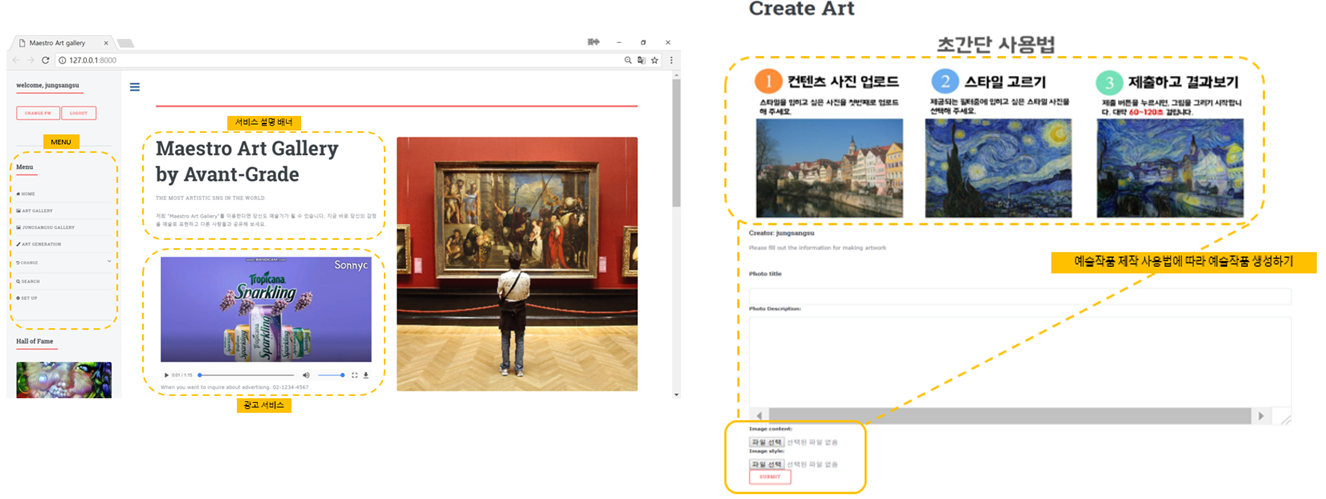 Maestro Art gallery
127.0.0.1:8000
welcome, jungsangsu
CHANGE PW
LOGOUT
MENU
Menu
HOME
ART GALLERY
JUNGSANGSU GALLERY
ART GENERATION
CHANGE
SEARCH
SET UP
Hall of Fame
서비스 설명 배너
Maestro Art Gallery
by Avant-Grade
THE MOST ARTISTIC SNS IN THE WORLD.
저희 "Maestro Art Gallery"를 이용한다면 당신도 예술가가 될 수 있습니다. 지금 바로 당신의 감정
을 예술로 표현하고 다른 사람들과 공유해 보세요.
Sonnyc
Tropicana
Sparkling
0:01 / 1:15
When you want to inquire about advertising, 02-1234-4567
광고 서비스
Create Art
초간단 사용법
1 컨텐츠 사진 업로드
스타일을 입히고 싶은 사진을 첫번째로 업로드
해 주세요.
2 스타일 고르기
제공되는 필터중에 입히고 싶은 스타일 사진을
선택해 주세요.
3 제출하고 결과보기
제출 버튼을 누르시면, 그림을 그리기 시작합니
다. 대략 60~120초 걸립니다.
Creator: jungsangsu
Please fill out the information for making artwork
예술작품 제작 사용법에 따라 예술작품 생성하기
Photo title
Photo Description:
Image content:
파일 선택 선택된 파일 없음
Image style:
파일 선택 선택된 파일 없음
SUBMIT